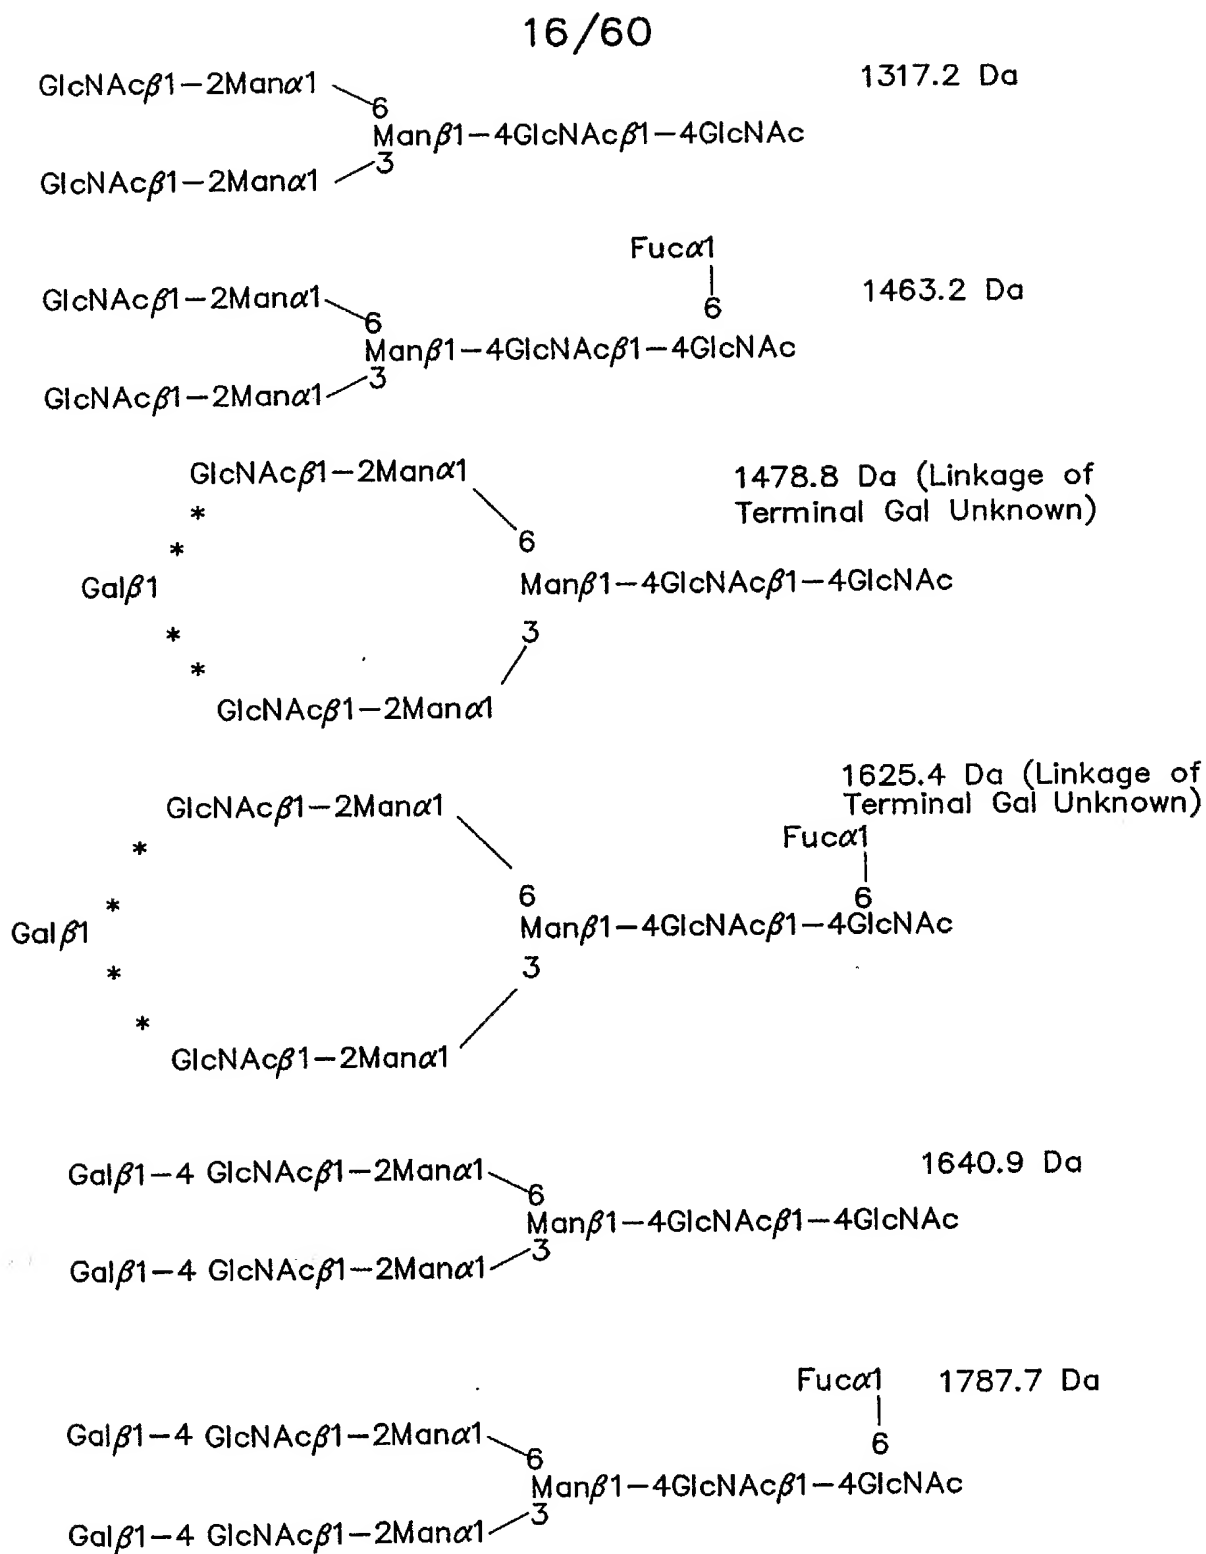 16/60
GlcNAcβ1-2Manα1
1317.2 Da
6
Manβ1-4GlcNAcβ1-4GlcNAc
3
GlcNAcβ1-2Manα1
Fucα1
GlcNAcβ1-2Manα1
1463.2 Da
6
6
Manβ1-4GlcNAcβ1-4GlcNAc
3
GlcNAcβ1-2Manα1
GlcNAcβ1-2Manα1
1478.8 Da (Linkage of
Terminal Gal Unknown)
*
*
6
Galβ1
Manβ1-4GlcNAcβ1-4GlcNAc
*
3
*
GlcNAcβ1-2Manα1
1625.4 Da (Linkage of
Terminal Gal Unknown)
GlcNAcβ1-2Manα1
Fucα1
*
6
6
*
Galβ1
Manβ1-4GlcNAcβ1-4GlcNAc
*
3
*
GlcNAcβ1-2Manα1
Galβ1-4 GlcNAcβ1-2Manα1
1640.9 Da
6
Manβ1-4GlcNAcβ1-4GlcNAc
3
Galβ1-4 GlcNAcβ1-2Manα1
Fucα1
1787.7 Da
Galβ1-4 GlcNAcβ1-2Manα1
6
6
Manβ1-4GlcNAcβ1-4GlcNAc
3
Galβ1-4 GlcNAcβ1-2Manα1